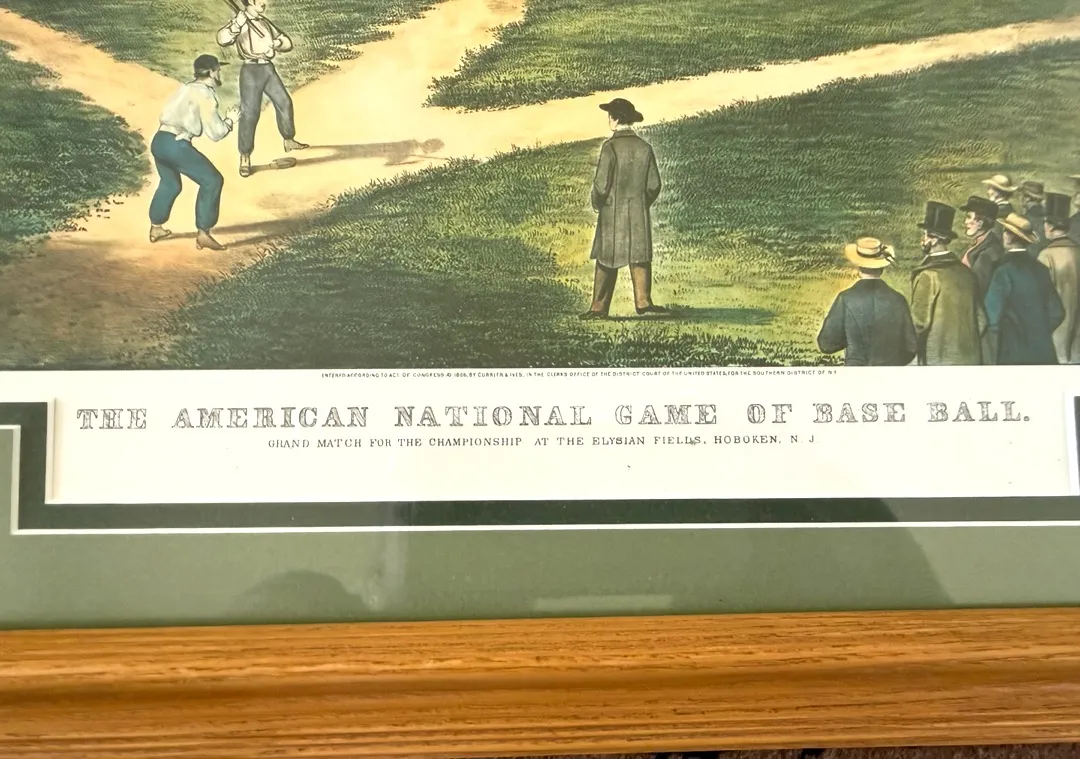 ENTERED ACCORDING TO ACT OF CONGRESS AD 1866, BY CURRIER & IVES, IN THE CLERKS OFFICE OF THE DISTRICT COURT OF THE UNITED STATES, FOR THE SOUTHERN DISTRICT OF N.Y.
THE AMERICAN NATIONAL GAME OF BASE BALL.
GRAND MATCH FOR THE CHAMPIONSHIP AT THE ELYSIAN FIELDS, HOBOKEN, N. J.